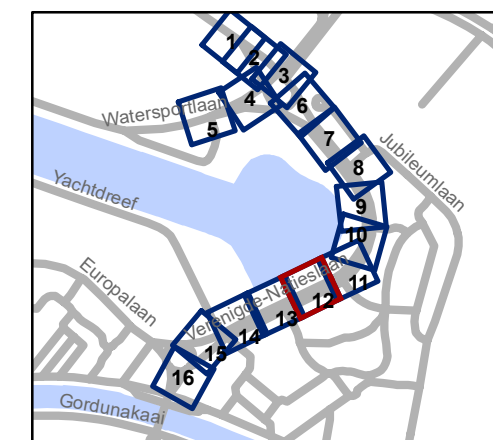 1
2
3
4
5
6
7
8
9
10
11
12
13
14
15
16
Watersportlaan
Jubileumlaan
Yachtdreef
Europalaan
Verenigde-Natieslaan
Gordunakaai